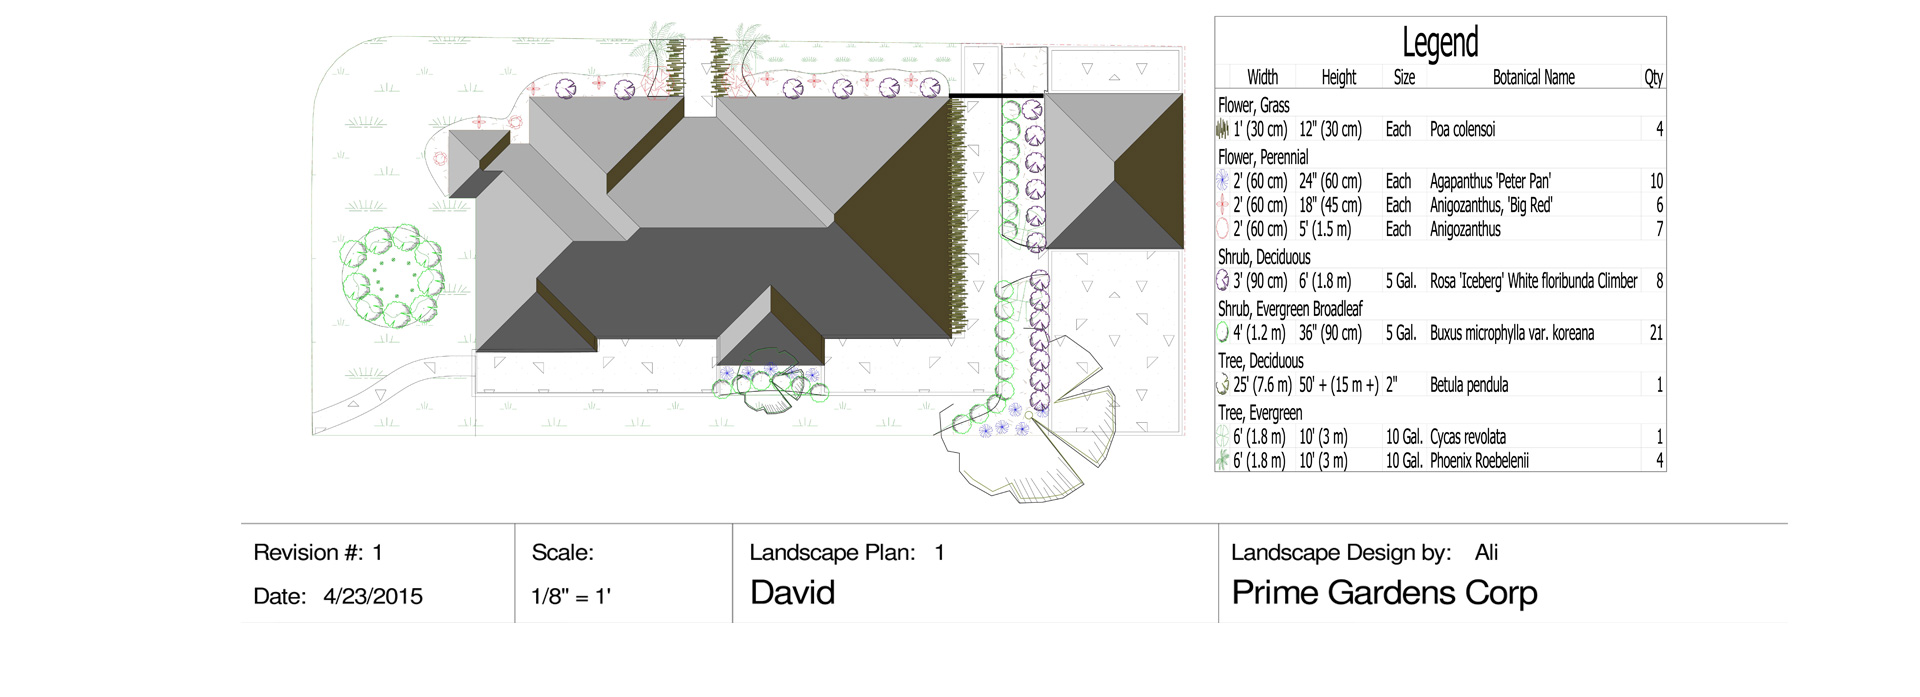 Legend
Width Height Size Botanical Name Qty
Flower, Grass
1' (30 cm) 12" (30 cm) Each Poa colensoi 4
Flower, Perennial
2' (60 cm) 24" (60 cm) Each Agapanthus 'Peter Pan' 10
2' (60 cm) 18" (45 cm) Each Anigozanthus, 'Big Red' 6
2' (60 cm) 5' (1.5 m) Each Anigozanthus 7
Shrub, Deciduous
3' (90 cm) 6' (1.8 m) 5 Gal. Rosa 'Iceberg' White floribunda Climber 8
Shrub, Evergreen Broadleaf
4' (1.2 m) 36" (90 cm) 5 Gal. Buxus microphylla var. koreana 21
Tree, Deciduous
25' (7.6 m) 50' + (15 m +) 2" Betula pendula 1
Tree, Evergreen
6' (1.8 m) 10' (3 m) 10 Gal. Cycas revolata 1
6' (1.8 m) 10' (3 m) 10 Gal. Phoenix Roebelenii 4
Revision #: 1
Date: 4/23/2015
Scale:
1/8" = 1'
Landscape Plan: 1
David
Landscape Design by: Ali
Prime Gardens Corp